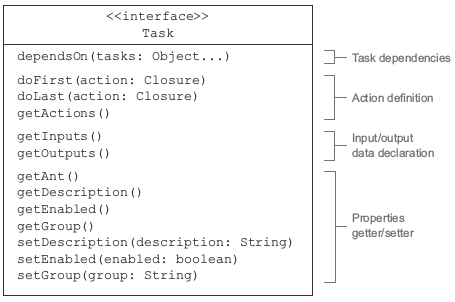 <<interface>>
Task
dependsOn(tasks: Object...)
Task dependencies
doFirst(action: Closure)
doLast(action: Closure)
getActions()
Action definition
getInputs()
getOutputs()
Input/output
data declaration
getAnt()
getDescription()
getEnabled()
getGroup()
setDescription(description: String)
setEnabled(enabled: boolean)
setGroup(group: String)
Properties
getter/setter